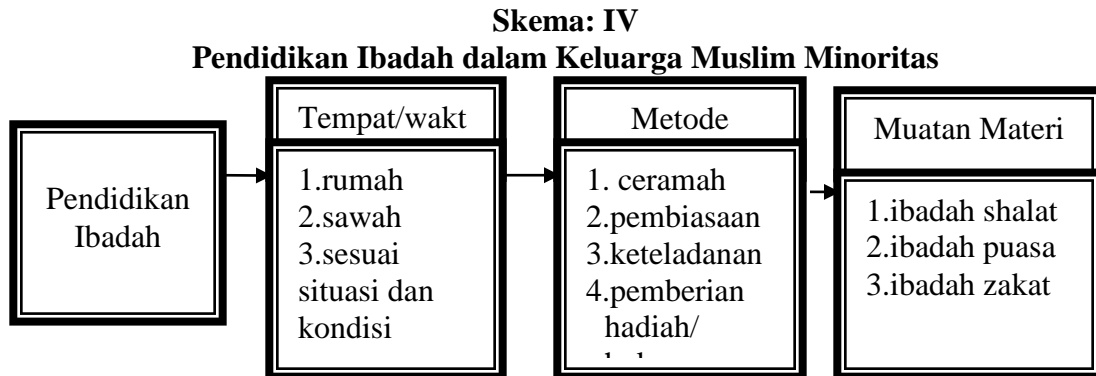 Skema: IV
Pendidikan Ibadah dalam Keluarga Muslim Minoritas
Pendidikan
Ibadah
Tempat/wakt
1.rumah
2.sawah
3.sesuai
situasi dan
kondisi
Metode
1. ceramah
2.pembiasaan
3.keteladanan
4.pemberian
hadiah/
Muatan Materi
1.ibadah shalat
2.ibadah puasa
3.ibadah zakat